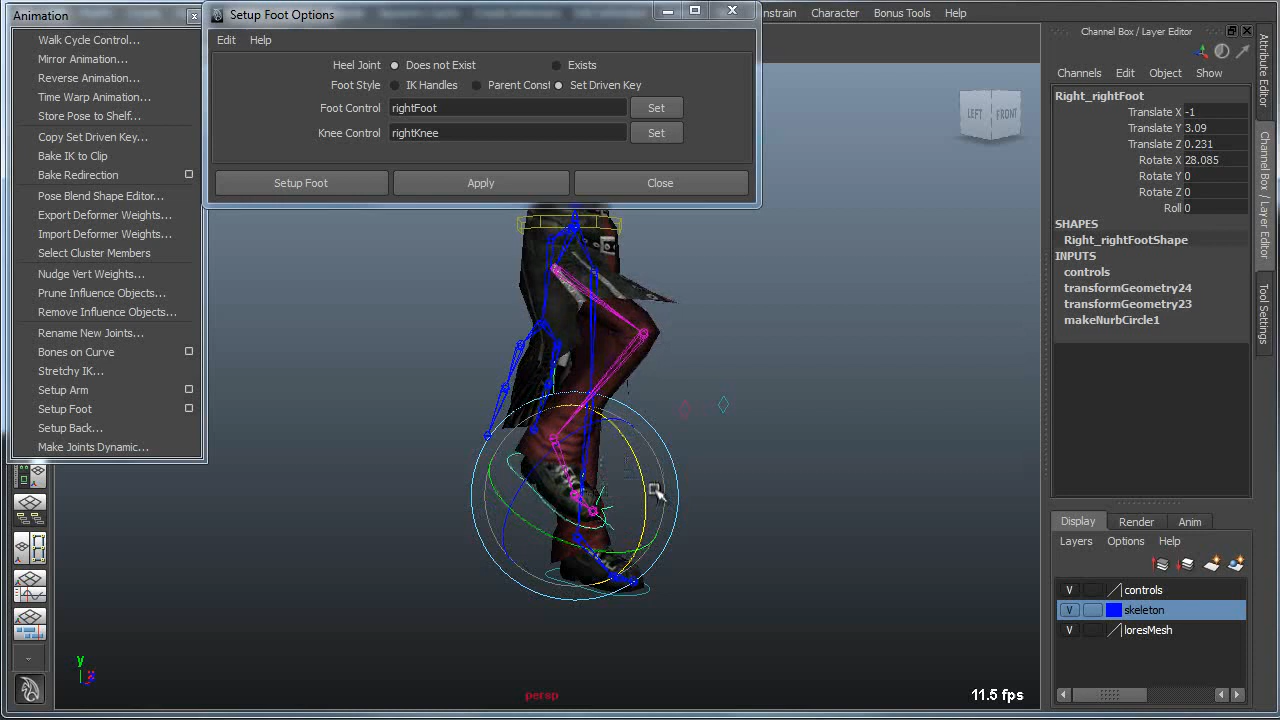 Animation
Walk Cycle Control...
Mirror Animation...
Reverse Animation...
Time Warp Animation...
Store Pose to Shelf...
Copy Set Driven Key...
Bake IK to Clip
Bake Redirection
Pose Blend Shape Editor...
Export Deformer Weights...
Import Deformer Weights...
Select Cluster Members
Nudge Vert Weights...
Prune Influence Objects...
Remove Influence Objects...
Rename New Joints...
Bones on Curve
Stretchy IK...
Setup Arm
Setup Foot
Setup Back...
Make Joints Dynamic...
Setup Foot Options
Edit Help
Heel Joint Does not Exist Exists
Foot Style IK Handles Parent Const Set Driven Key
Foot Control rightFoot Set
Knee Control rightKnee Set
Setup Foot Apply Close
Character Bonus Tools Help
LEFT FRONT
y
persp
11.5 fps
Channel Box / Layer Editor
Channels Edit Object Show
Right_rightFoot
Translate X -1
Translate Y 3.09
Translate Z 0.231
Rotate X 28.085
Rotate Y 0
Rotate Z 0
Roll 0
SHAPES
Right_rightFootShape
INPUTS
controls
transformGeometry24
transformGeometry23
makeNurbCircle1
Display Render Anim
Layers Options Help
V controls
V skeleton
V loresMesh
Attribute Editor
Channel Box / Layer Editor
Tool Settings